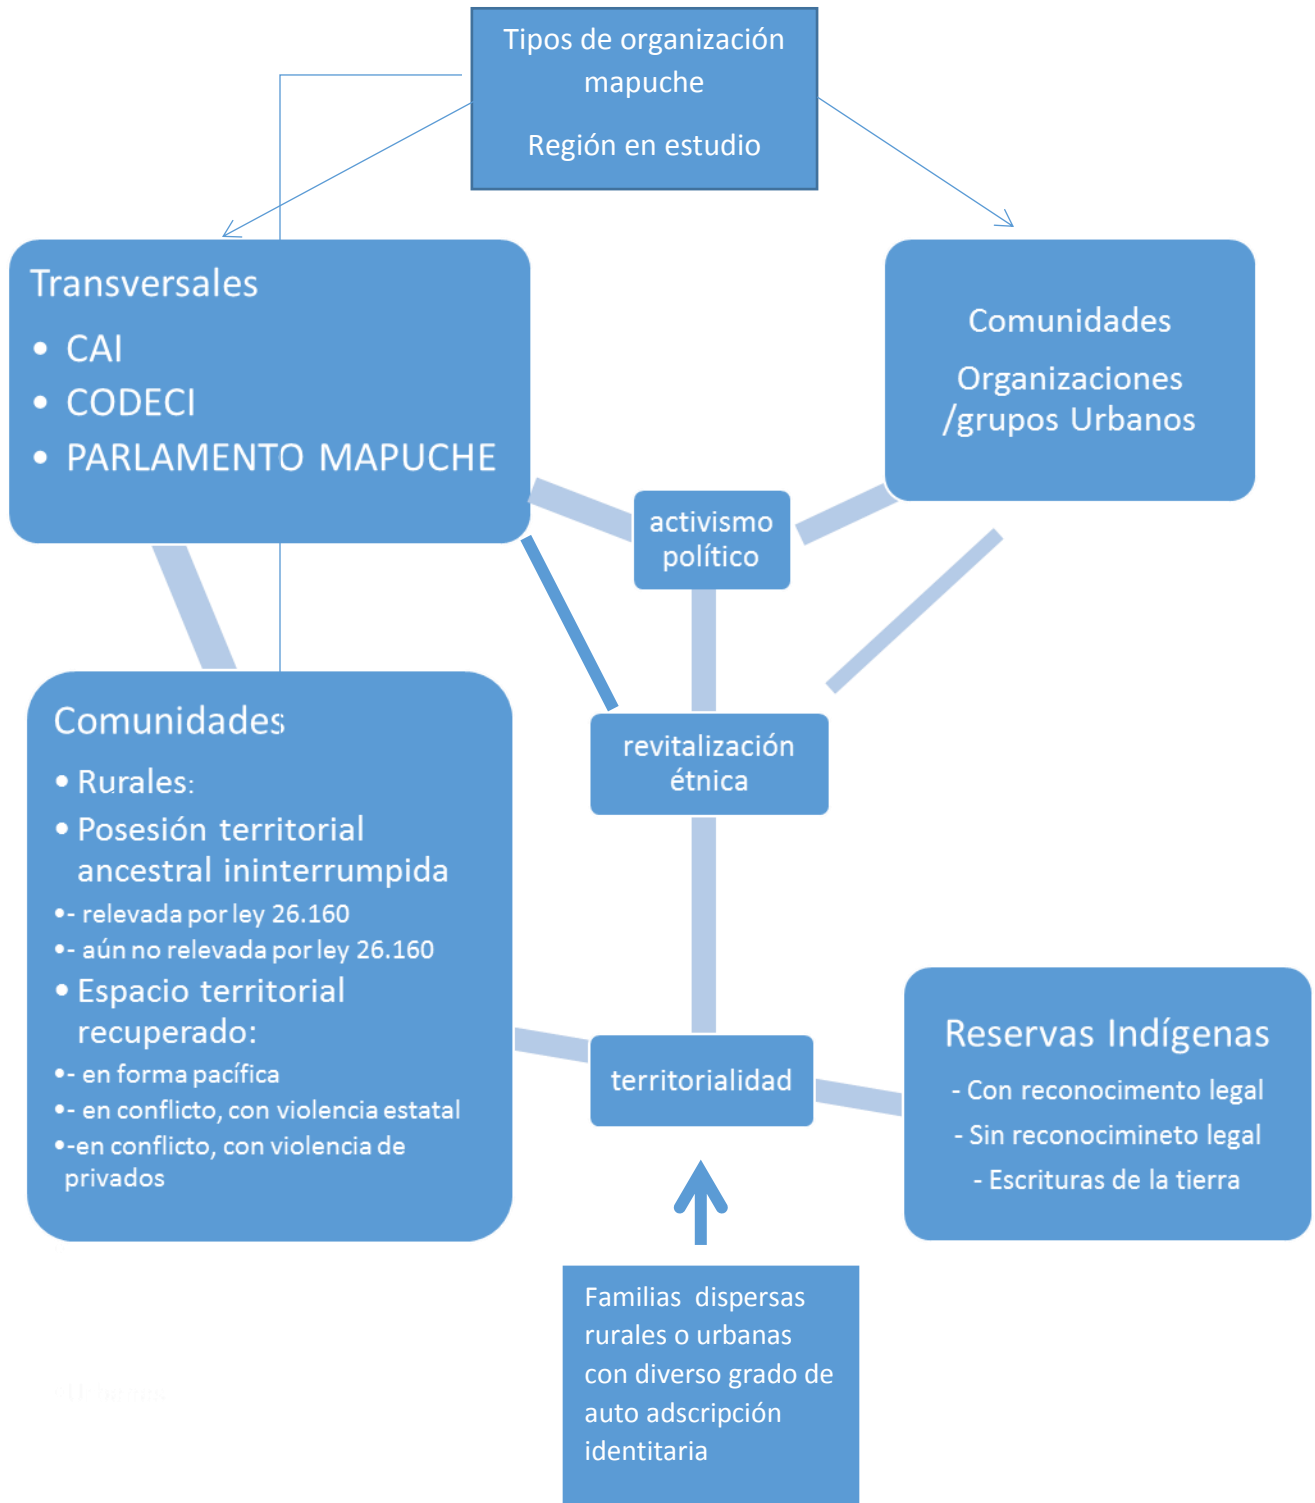 Tipos de organización
mapuche
Región en estudio
Transversales
• CAI
• CODECI
• PARLAMENTO MAPUCHE
Comunidades
Organizaciones
/grupos Urbanos
activismo
político
revitalización
étnica
Comunidades
• Rurales:
• Posesión territorial
ancestral ininterrumpida
•- relevada por ley 26.160
•- aún no relevada por ley 26.160
• Espacio territorial
recuperado:
•- en forma pacífica
•- en conflicto, con violencia estatal
•-en conflicto, con violencia de
privados
territorialidad
Reservas Indígenas
- Con reconocimento legal
- Sin reconocimineto legal
- Escrituras de la tierra
Familias dispersas
rurales o urbanas
con diverso grado de
auto adscripción
identitaria